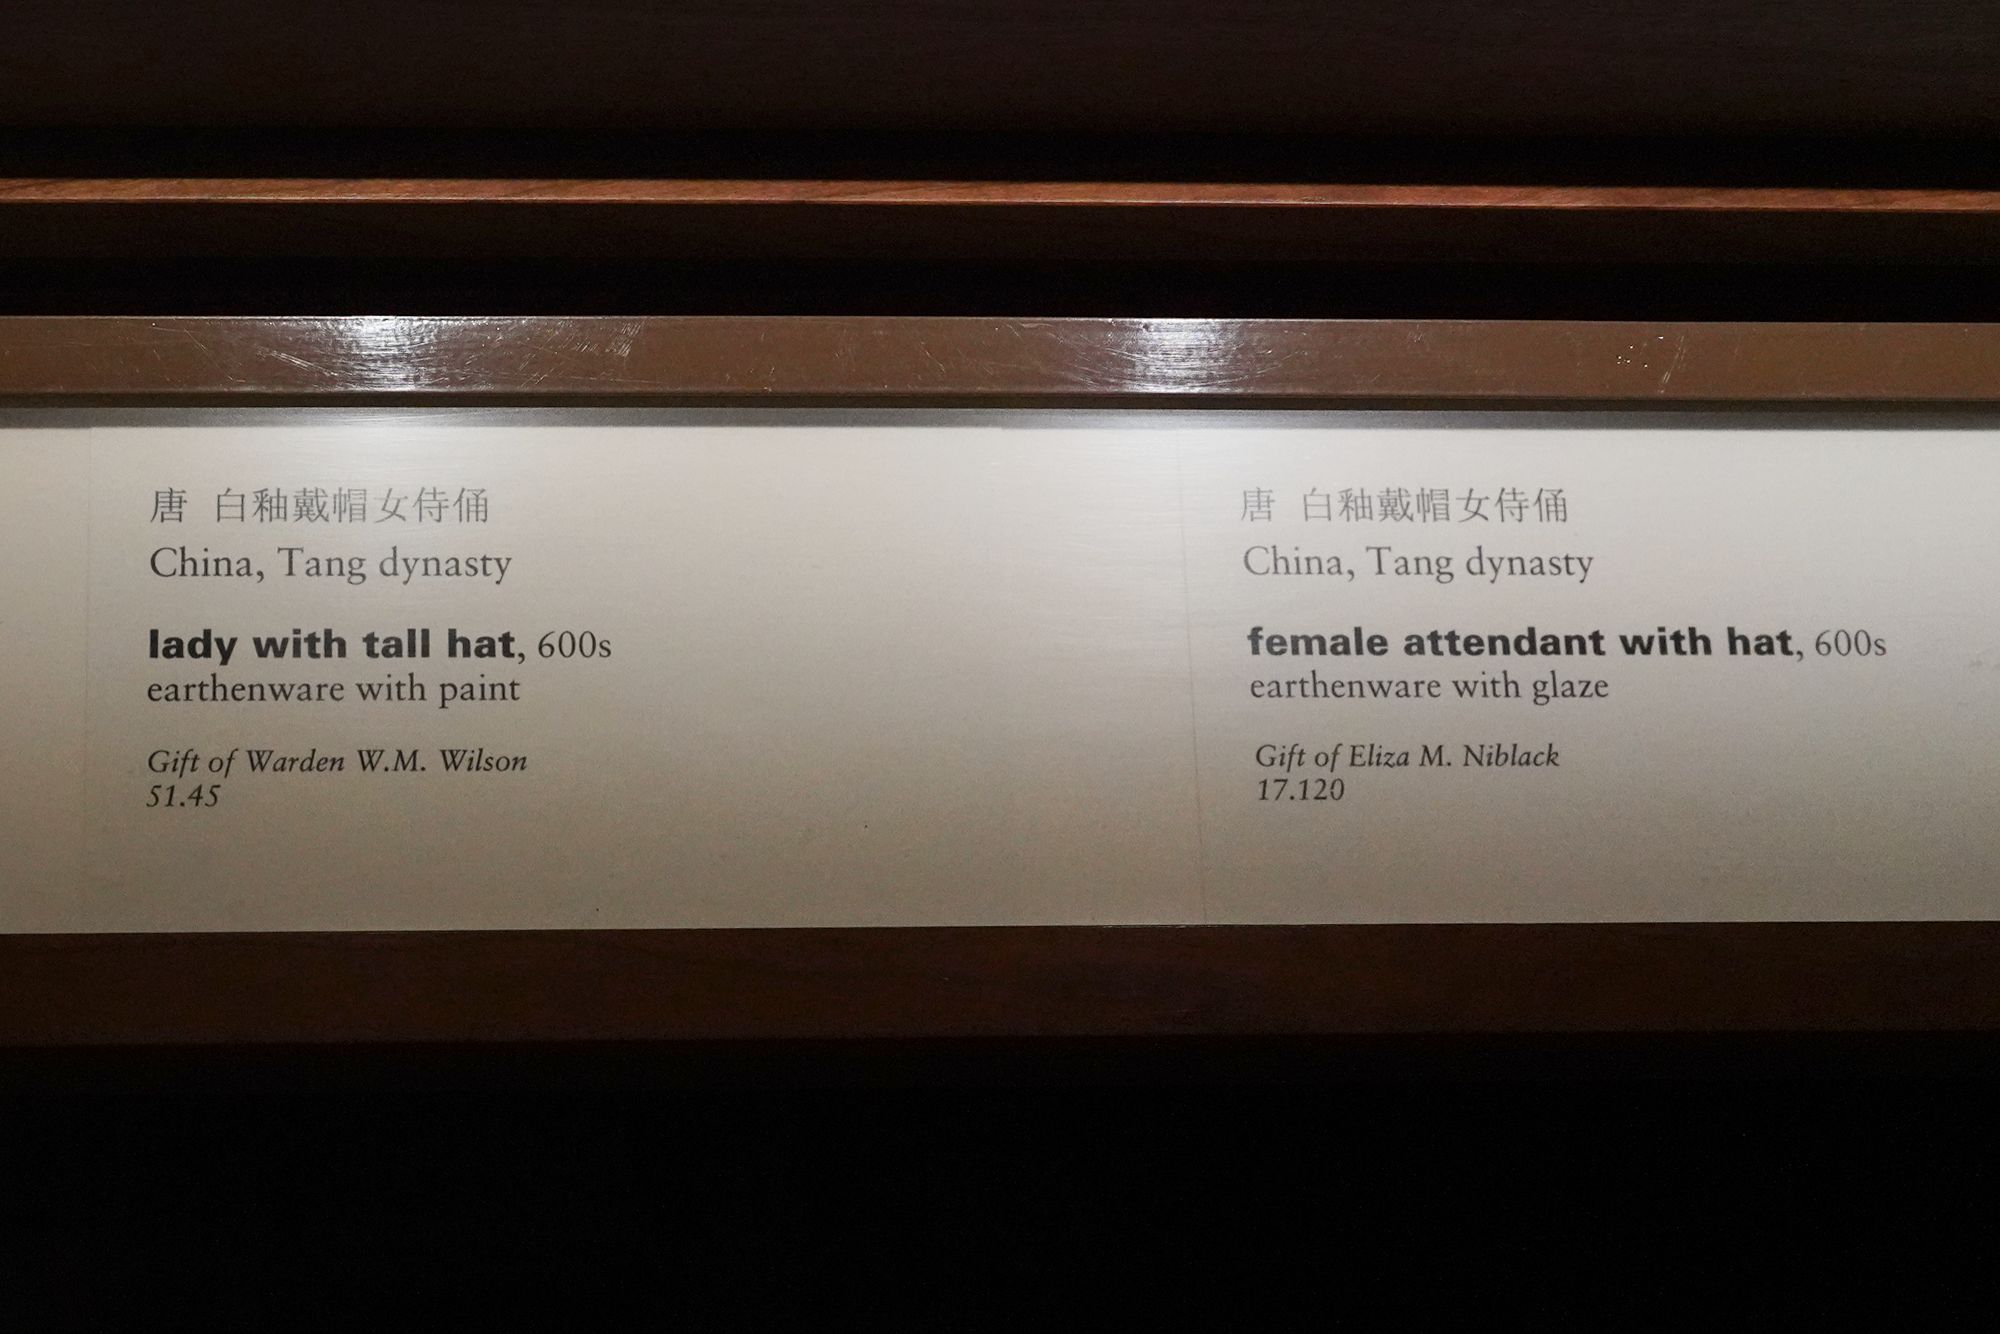 唐 白釉戴帽女侍俑
China, Tang dynasty
lady with tall hat, 600s
earthenware with paint
Gift of Warden W.M. Wilson
51.45
唐 白釉戴帽女侍俑
China, Tang dynasty
female attendant with hat, 600s
earthenware with glaze
Gift of Eliza M. Niblack
17.120